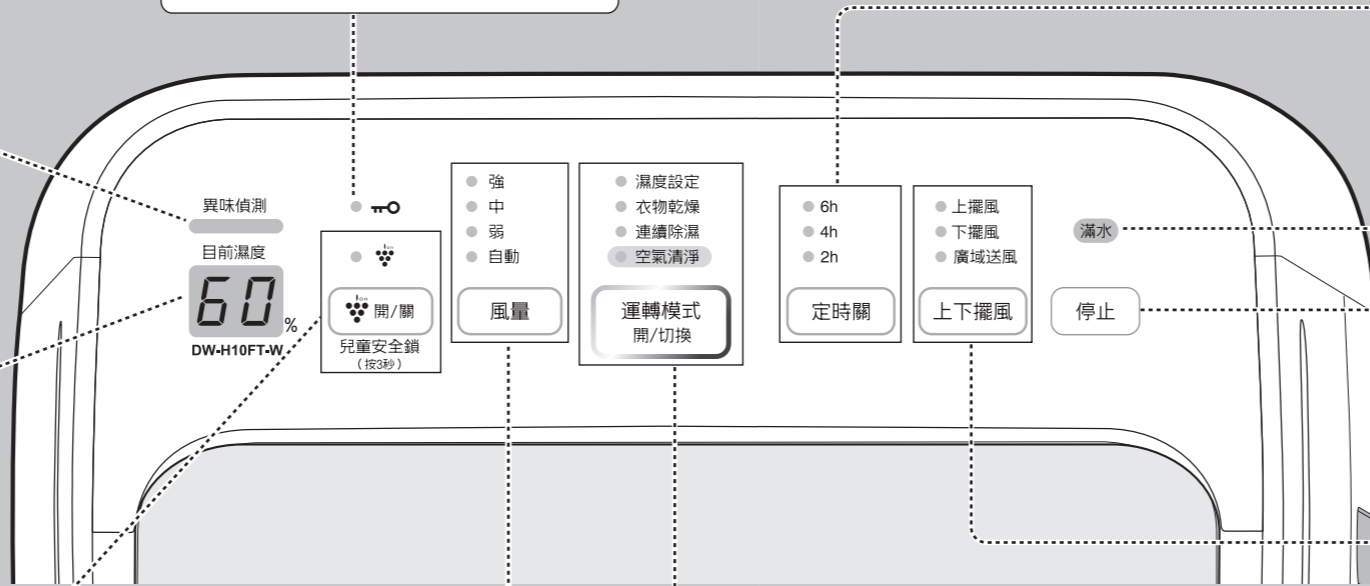 異味偵測
目前濕度
60%
DW-H10FT-W
ion
ion
開/關
兒童安全鎖
(按3秒)
強
中
弱
自動
風量
濕度設定
衣物乾燥
連續除濕
空氣清淨
運轉模式
開/切換
6h
4h
2h
定時關
上擺風
下擺風
廣域送風
上下擺風
滿水
停止